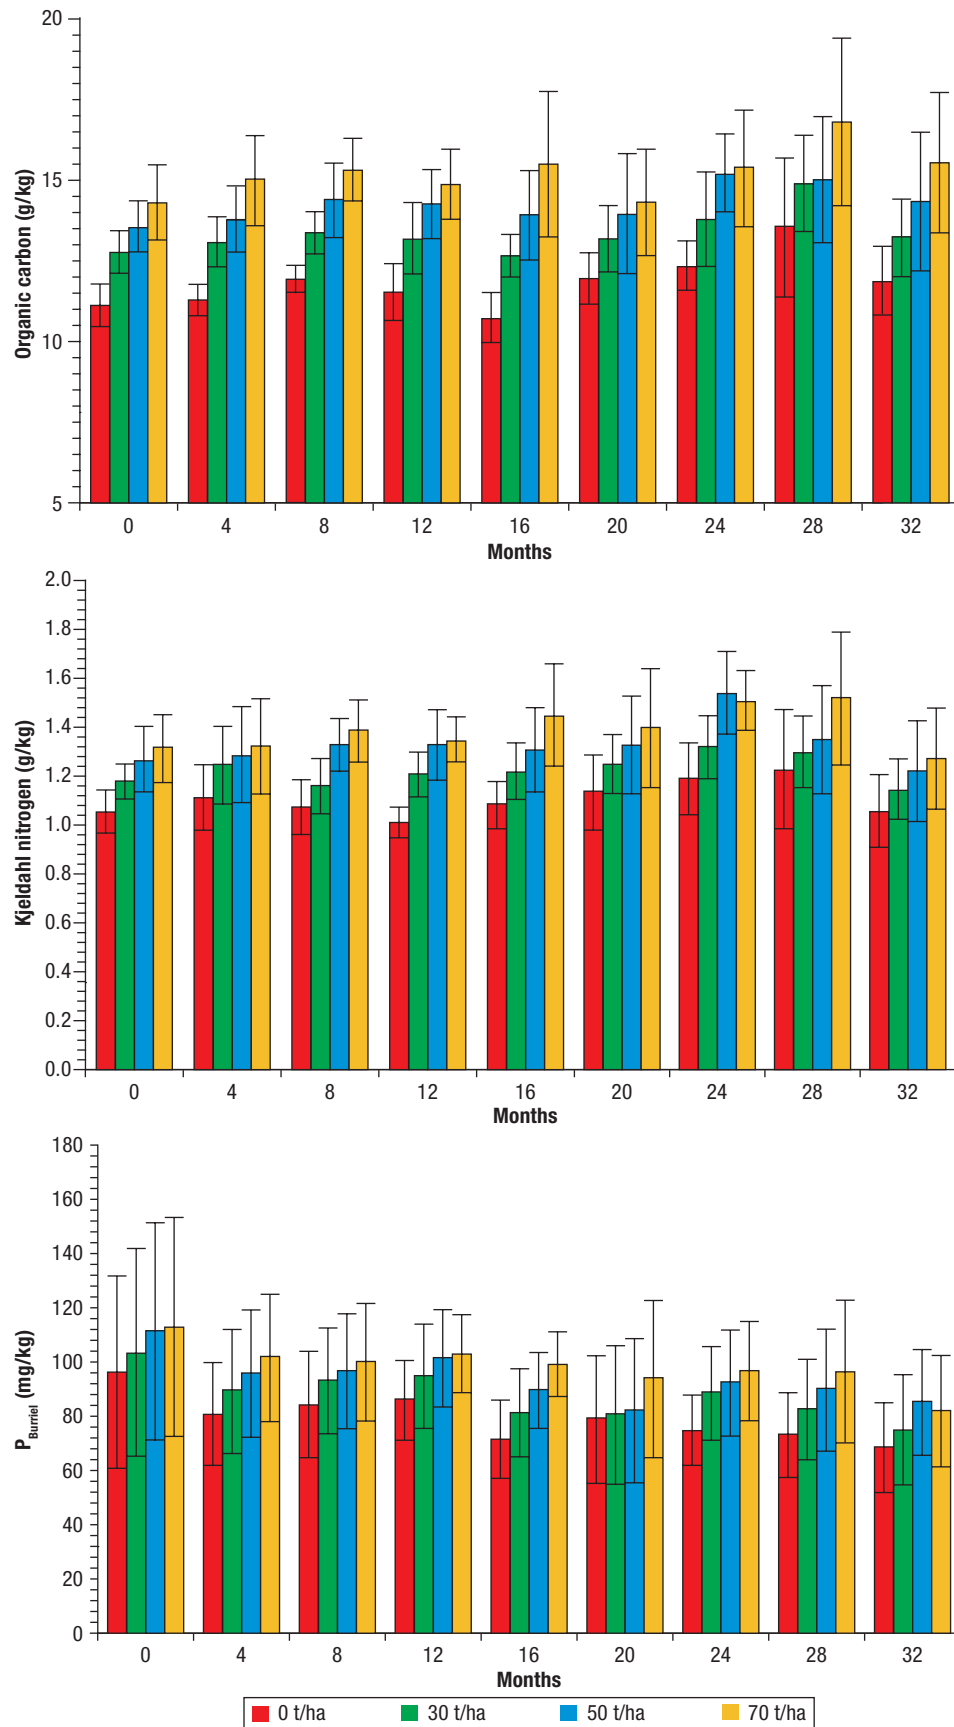 20
15
10
5
Organic carbon (g/kg)
0 4 8 12 16 20 24 28 32
Months
2.0
1.8
1.6
1.4
1.2
1.0
0.8
0.6
0.4
0.2
0.0
Kjeldahl nitrogen (g/kg)
0 4 8 12 16 20 24 28 32
Months
180
160
140
120
100
80
60
40
20
0
P Burriel (mg/kg)
0 4 8 12 16 20 24 28 32
Months
0 t/ha 30 t/ha 50 t/ha 70 t/ha